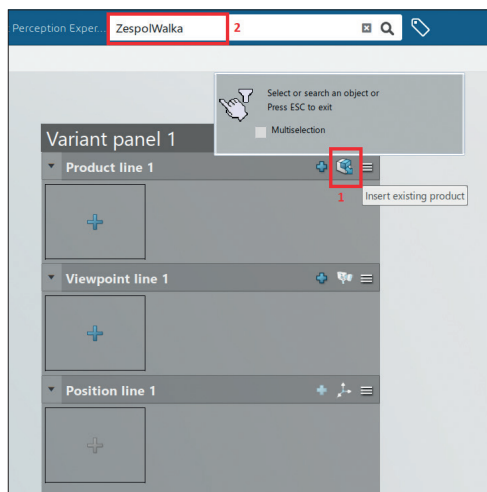 Perception Exper... ZespolWalka 2
Select or search an object or
Press ESC to exit
Multiselection
Variant panel 1
Product line 1
1 Insert existing product
Viewpoint line 1
Position line 1